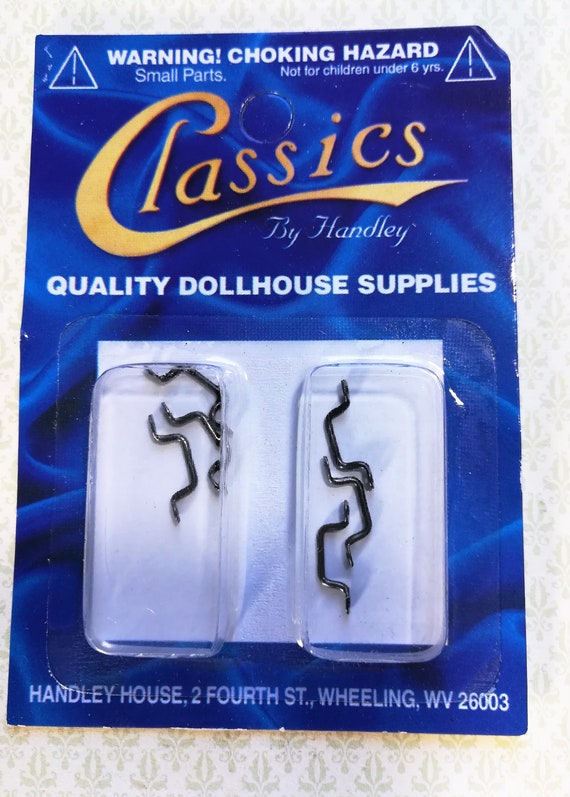 WARNING! CHOKING HAZARD
Small Parts. Not for children under 6 yrs.
Classics
By Handley
QUALITY DOLLHOUSE SUPPLIES
HANDLEY HOUSE, 2 FOURTH ST., WHEELING, WV 26003